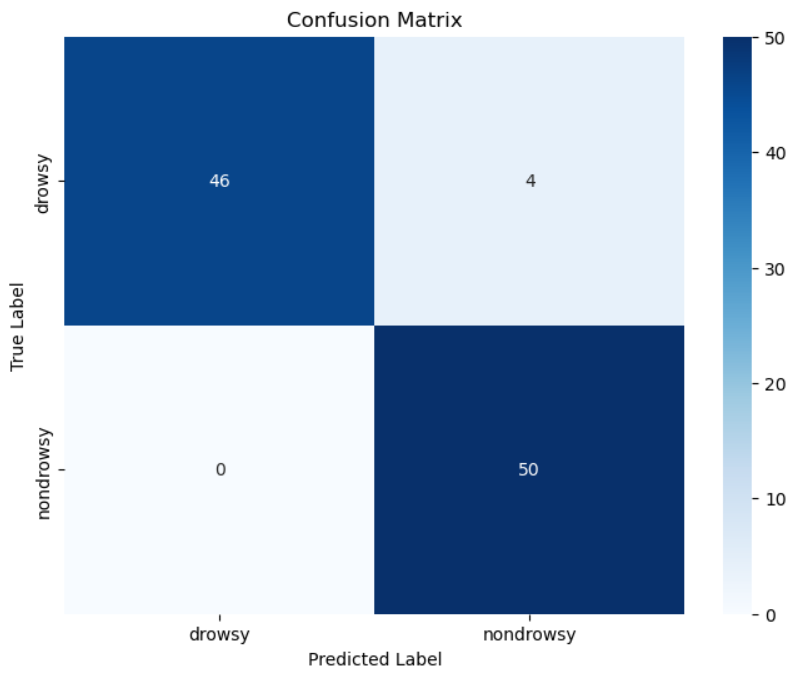 Confusion Matrix
50
40
30
20
10
0
True Label
drowsy
46
4
nondrowsy
0
50
drowsy
nondrowsy
Predicted Label